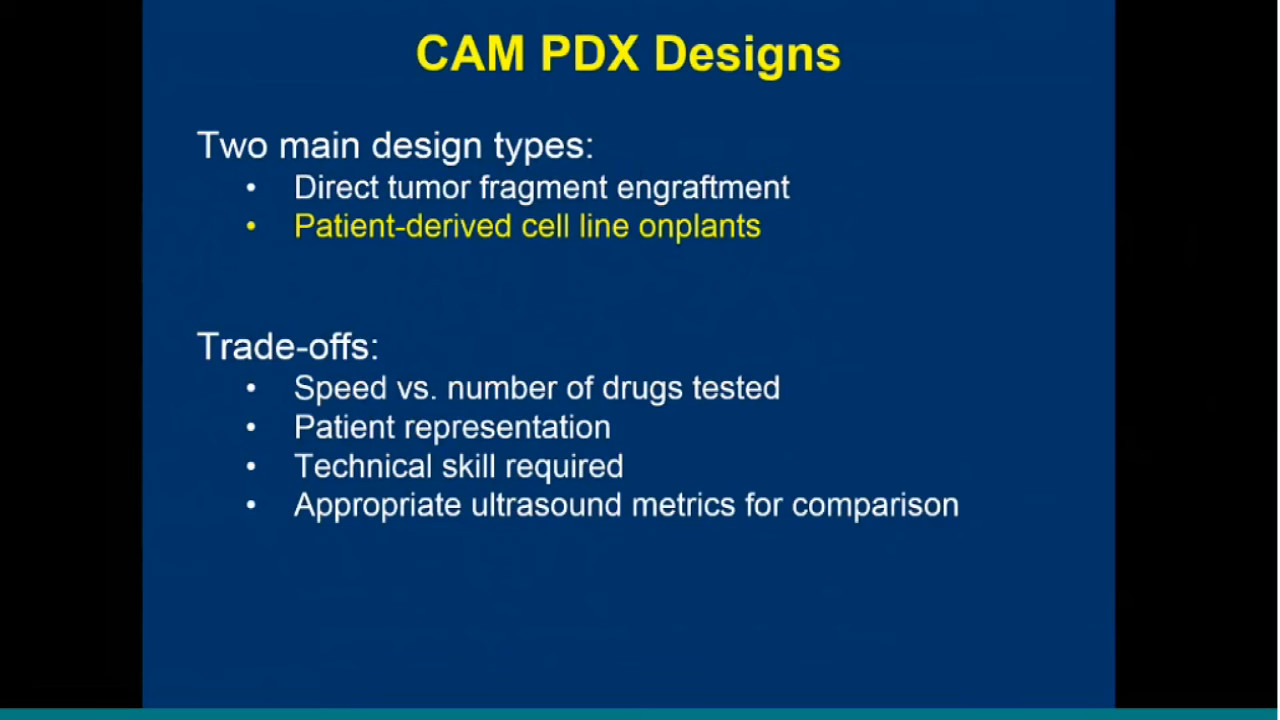 CAM PDX Designs
Two main design types:
• Direct tumor fragment engraftment
• Patient-derived cell line onplants
Trade-offs:
• Speed vs. number of drugs tested
• Patient representation
• Technical skill required
• Appropriate ultrasound metrics for comparison